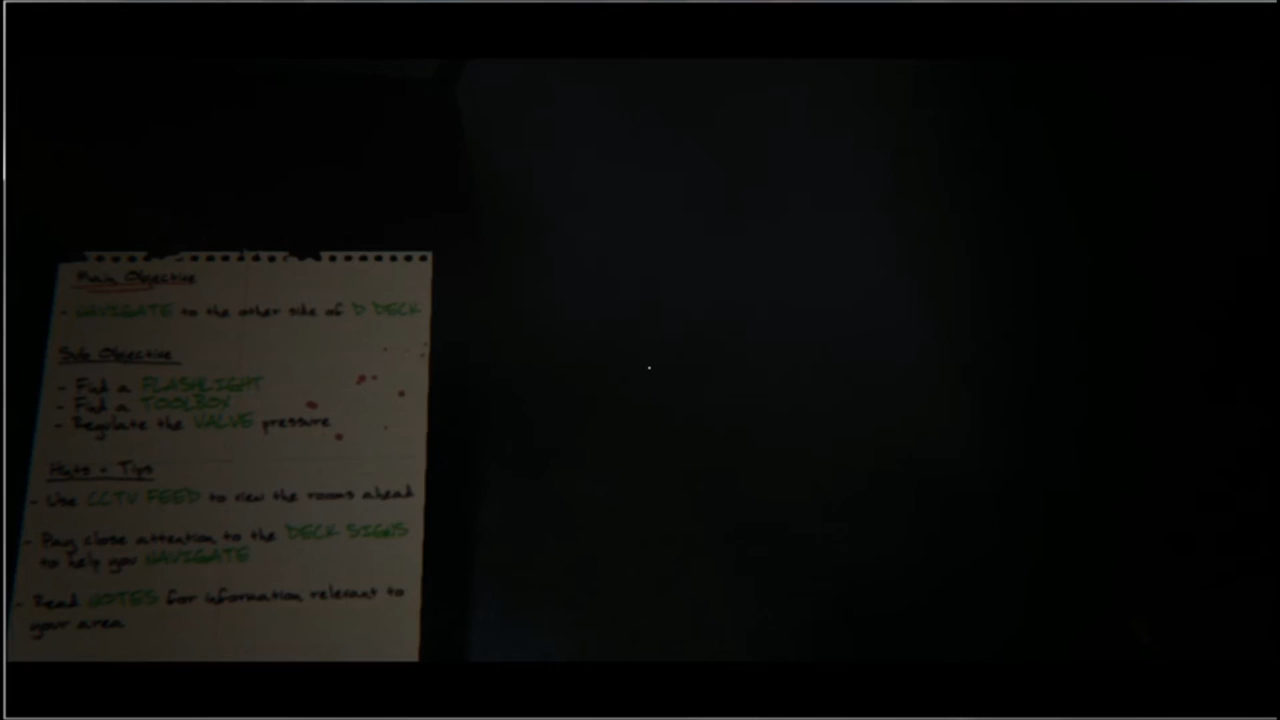 Main Objective
- NAVIGATE to the other side of D DECK
Sub Objective
- Find a FLASHLIGHT
- Find a TOOLBOX
- Regulate the VALVE pressure
Hints + Tips
- Use CCTV FEED to view the rooms ahead
- Pay close attention to the DECK SIGNS
to help you NAVIGATE
- Read NOTES for information relevant to
your area